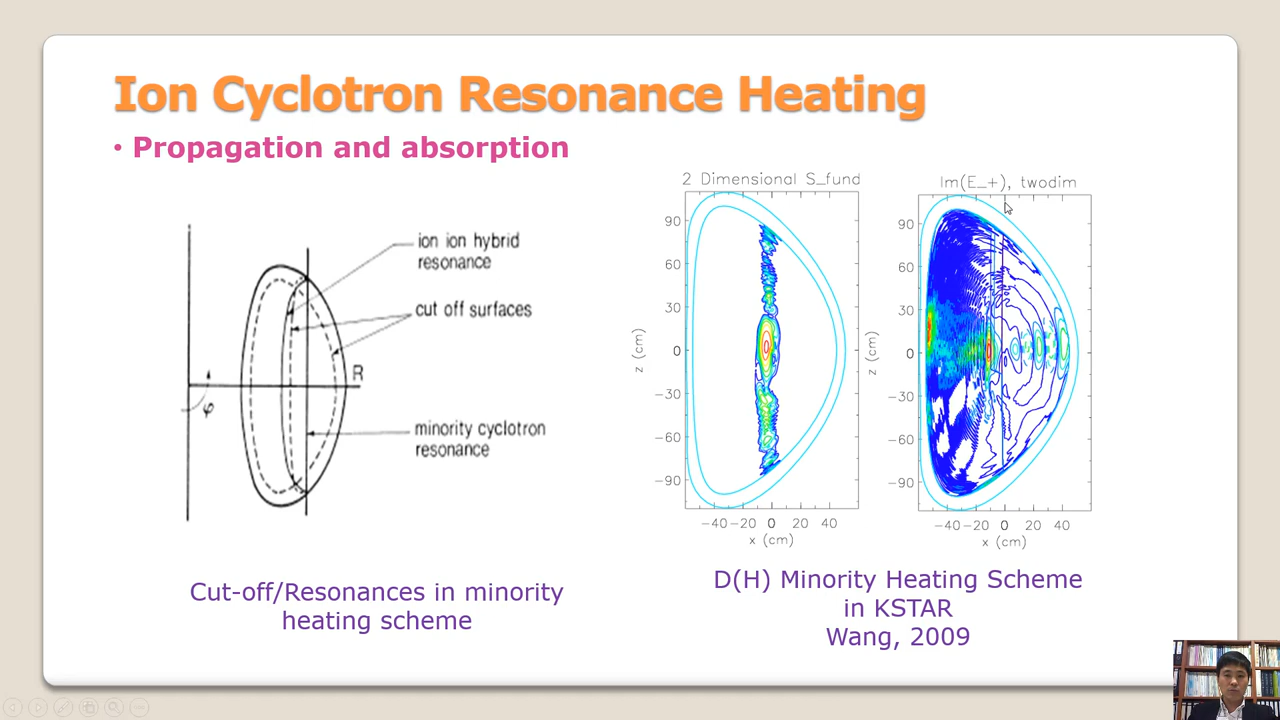 Ion Cyclotron Resonance Heating
• Propagation and absorption
ion ion hybrid
resonance
cut off surfaces
R
φ
minority cyclotron
resonance
Cut-off/Resonances in minority
heating scheme
2 Dimensional S_fund
90
60
30
0
−30
−60
−90
z (cm)
−40 −20 0 20 40
x (cm)
Im(E_+), twodim
90
60
30
0
−30
−60
−90
z (cm)
−40 −20 0 20 40
x (cm)
D(H) Minority Heating Scheme
in KSTAR
Wang, 2009